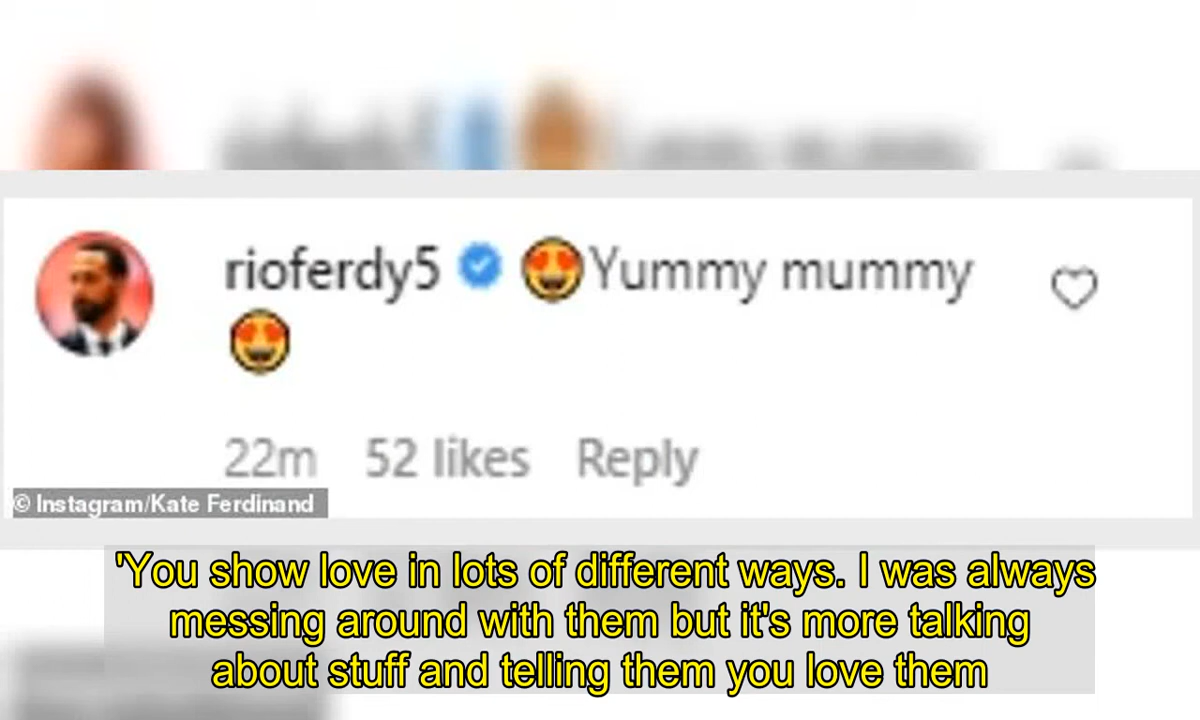 rioferdy5 😍Yummy mummy
😍
22m 52 likes Reply
© Instagram/Kate Ferdinand
'You show love in lots of different ways. I was always
messing around with them but it's more talking
about stuff and telling them you love them